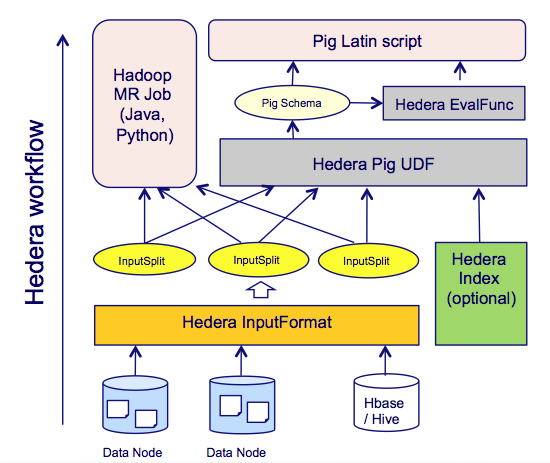 Hedera workflow
Hadoop
MR Job
(Java,
Python)
Pig Latin script
Pig Schema
Hedera EvalFunc
Hedera Pig UDF
InputSplit
InputSplit
InputSplit
Hedera
Index
(optional)
Hedera InputFormat
Hbase
/ Hive
Data Node
Data Node